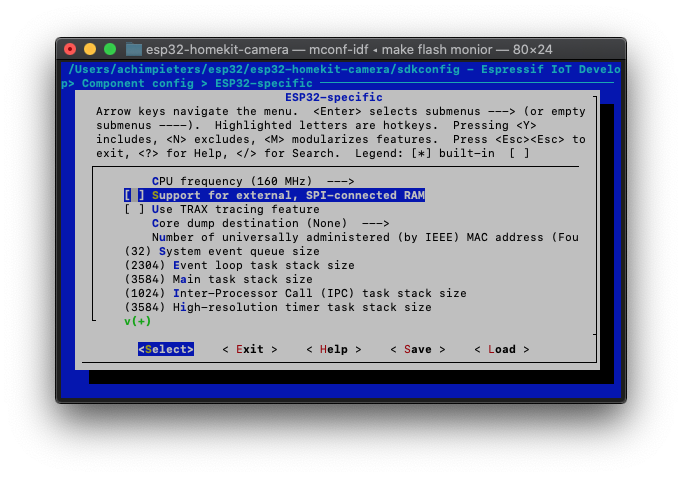 esp32-homekit-camera — mconf-idf ◂ make flash monior — 80×24
/Users/achimpieters/esp32/esp32-homekit-camera/sdkconfig - Espressif IoT Develo
p> Component config > ESP32-specific
ESP32-specific
Arrow keys navigate the menu.  <Enter> selects submenus ---> (or empty
submenus ----).  Highlighted letters are hotkeys.  Pressing <Y>
includes, <N> excludes, <M> modularizes features.  Press <Esc><Esc> to
exit, <?> for Help, </> for Search.  Legend: [*] built-in  [ ]
CPU frequency (160 MHz)  --->
[ ] Support for external, SPI-connected RAM
[ ] Use TRAX tracing feature
Core dump destination (None)  --->
Number of universally administered (by IEEE) MAC address (Fou
(32) System event queue size
(2304) Event loop task stack size
(3584) Main task stack size
(1024) Inter-Processor Call (IPC) task stack size
(3584) High-resolution timer task stack size
v(+)
<Select>    < Exit >    < Help >    < Save >    < Load >